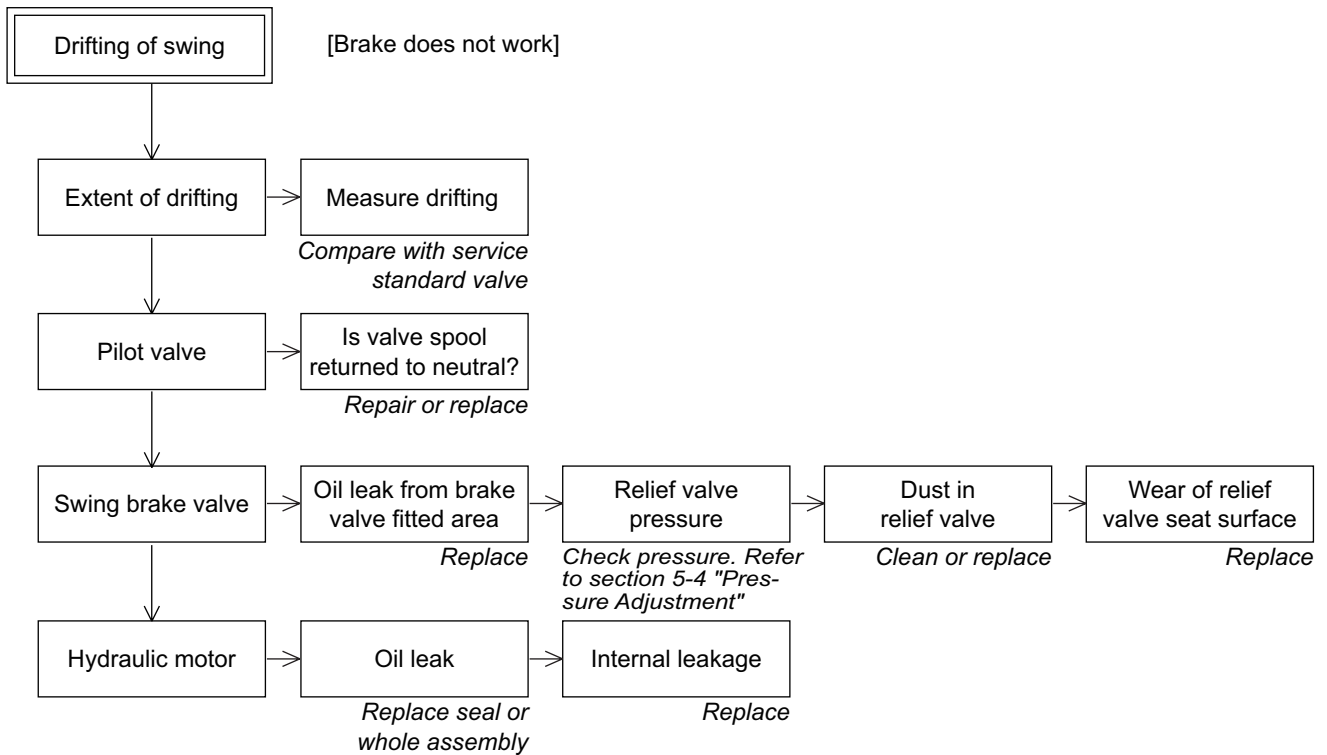 Drifting of swing
[Brake does not work]
Extent of drifting
Measure drifting
Compare with service
standard valve
Pilot valve
Is valve spool
returned to neutral?
Repair or replace
Swing brake valve
Oil leak from brake
valve fitted area
Replace
Relief valve
pressure
Check pressure. Refer
to section 5-4 "Pres-
sure Adjustment"
Dust in
relief valve
Clean or replace
Wear of relief
valve seat surface
Replace
Hydraulic motor
Oil leak
Replace seal or
whole assembly
Internal leakage
Replace